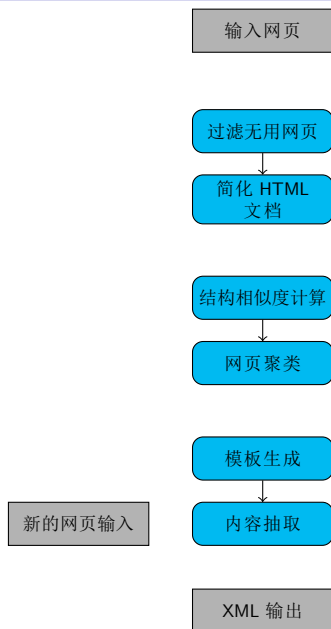 输入网页
过滤无用网页
简化 HTML
文档
结构相似度计算
网页聚类
模板生成
新的网页输入
内容抽取
XML 输出